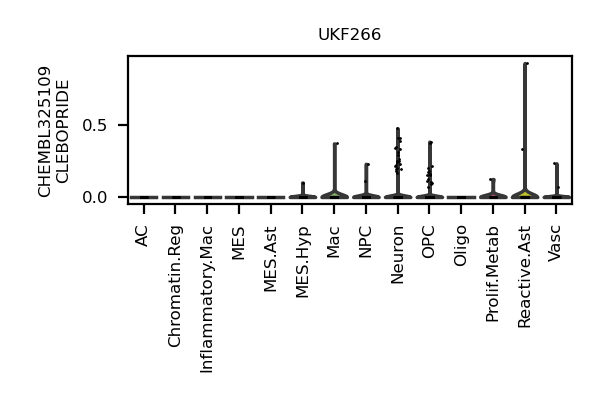 UKF266
CHEMBL325109
CLEBOPRIDE
0.5
0.0
AC
Chromatin.Reg
Inflammatory.Mac
MES
MES.Ast
MES.Hyp
Mac
NPC
Neuron
OPC
Oligo
Prolif.Metab
Reactive.Ast
Vasc